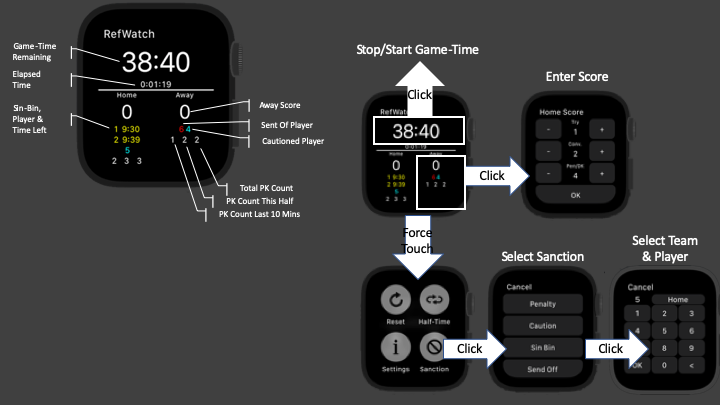 RefWatch
Game-Time
Remaining
38:40
Elapsed
Time
0:01:19
Home Away
0 0
Sin-Bin,
Player &
Time Left
1 9:30
2 9:39
5
2 3 3
6 4
1 2 2
Away Score
Sent Of Player
Cautioned Player
Total PK Count
PK Count This Half
PK Count Last 10 Mins
Stop/Start Game-Time
Click
RefWatch
38:40
0:01:19
Home Away
0 0
1 9:30 6 4
2 9:39 1 2 2
5
2 3 3
Click
Enter Score
Home Score
Try
- 1 +
Conv.
- 2 +
Pen/DK
- 4 +
OK
Force
Touch
Reset Half-Time
Settings Sanction
Click
Select Sanction
Cancel
Penalty
Caution
Sin Bin
Send Off
Click
Select Team
& Player
Cancel
5 Home
1 2 3
4 5 6
8 9
OK 0 <